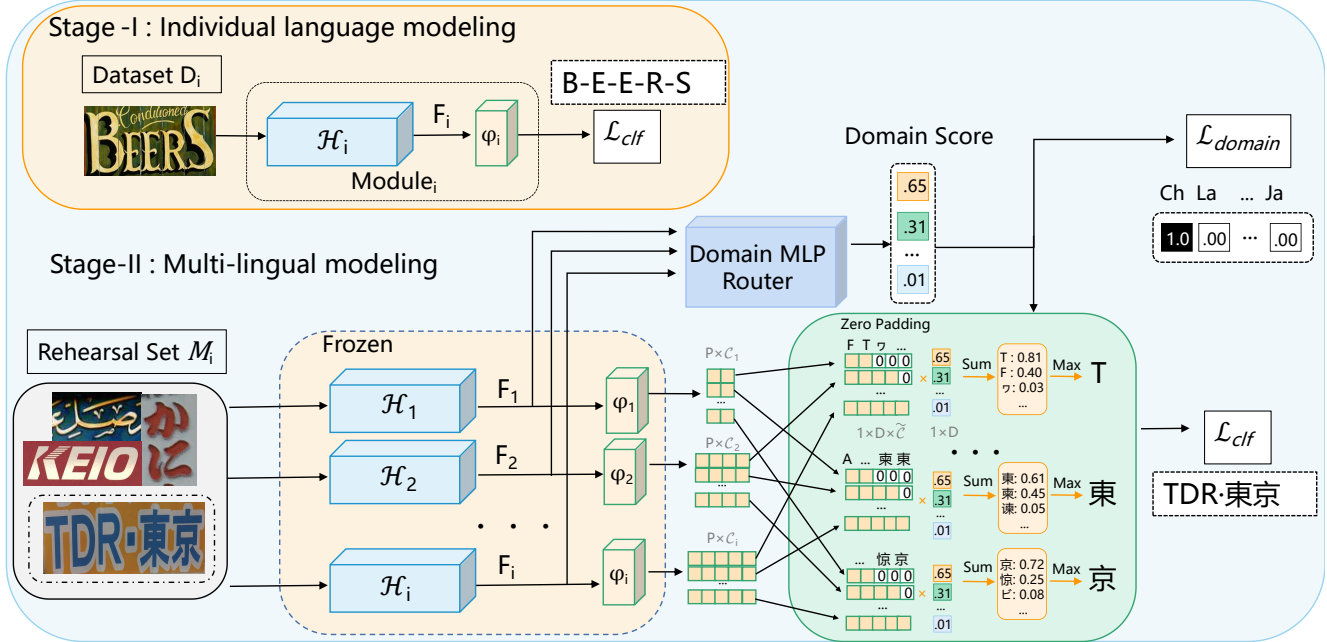 Stage -I : Individual language modeling
Dataset Di
Conditioned
BEERS
ℋi
Fi
φi
Modulei
B-E-E-R-S
ℒclf
Domain Score
.65
.31
...
.01
ℒdomain
Ch La ... Ja
1.0 .00 ... .00
Stage-II : Multi-lingual modeling
Domain MLP
Router
Rehearsal Set Mi
KEIO
かに
TDR·東京
Frozen
ℋ1
F1
φ1
ℋ2
F2
φ2
· · ·
ℋi
Fi
φi
P×C1
...
P×C2
...
P×Ci
...
Zero Padding
F T ヮ ...
0 0 0
0
...
×
.65
.31
...
.01
Sum
T : 0.81
F : 0.40
ヮ : 0.03
...
Max
T
1×D×C̃
1×D
· · ·
A ... 東 東
0 0 0
0
...
×
.65
.31
...
.01
Sum
東: 0.61
柬: 0.45
谏: 0.05
...
Max
東
... 惊 京
0 0 0
0
...
×
.65
.31
...
.01
Sum
京: 0.72
惊: 0.25
ビ: 0.08
...
Max
京
ℒclf
TDR·東京